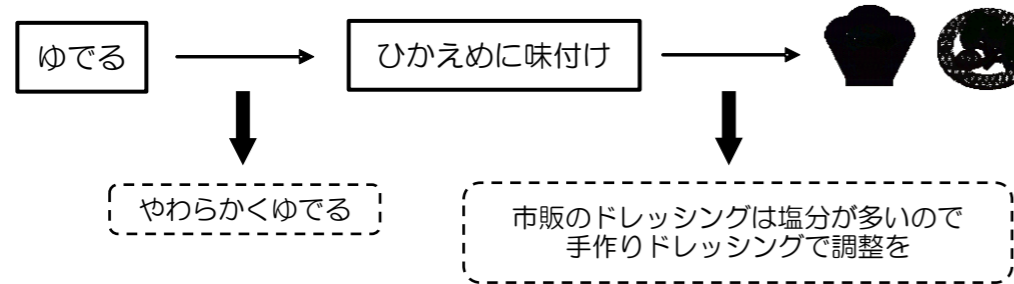 ゆでる
ひかえめに味付け
やわらかくゆでる
市販のドレッシングは塩分が多いので
手作りドレッシングで調整を